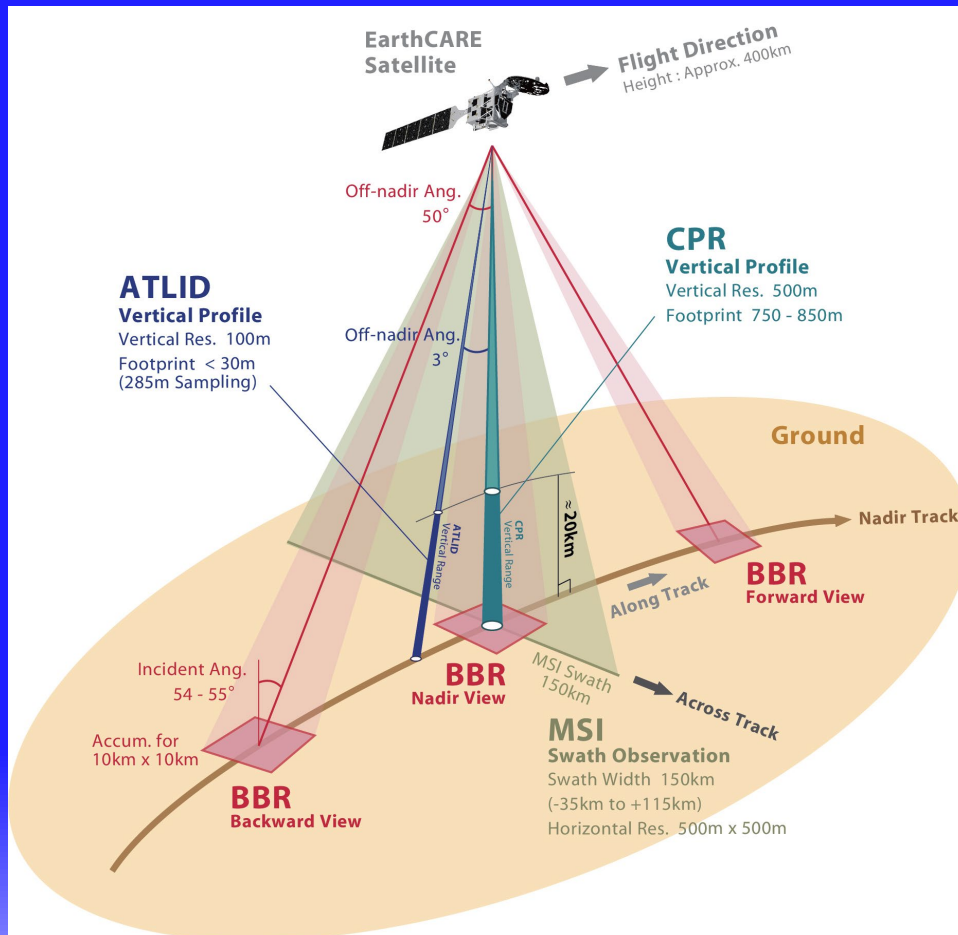 EarthCARE
Satellite
Flight Direction
Height : Approx. 400km
Off-nadir Ang.
50°
CPR
Vertical Profile
Vertical Res. 500m
Footprint 750 - 850m
ATLID
Vertical Profile
Vertical Res. 100m
Footprint < 30m
(285m Sampling)
Off-nadir Ang.
3°
Ground
≈ 20km
ATLID
Vertical Range
CPR
Vertical Range
Nadir Track
Along Track
BBR
Forward View
BBR
Nadir View
MSI Swath
150km
Across Track
Incident Ang.
54 - 55°
Accum. for
10km x 10km
BBR
Backward View
MSI
Swath Observation
Swath Width 150km
(-35km to +115km)
Horizontal Res. 500m x 500m